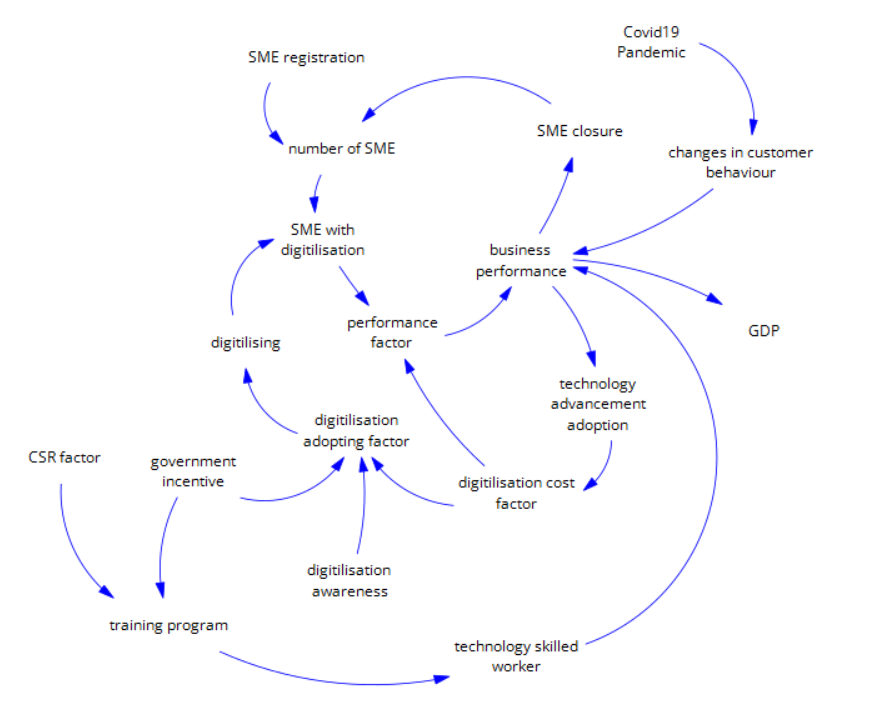 Covid19
Pandemic
SME registration
SME closure
number of SME
changes in customer
behaviour
SME with
digitilisation
business
performance
performance
factor
GDP
digitilising
technology
advancement
adoption
digitilisation
adopting factor
CSR factor
government
incentive
digitilisation cost
factor
digitilisation
awareness
training program
technology skilled
worker